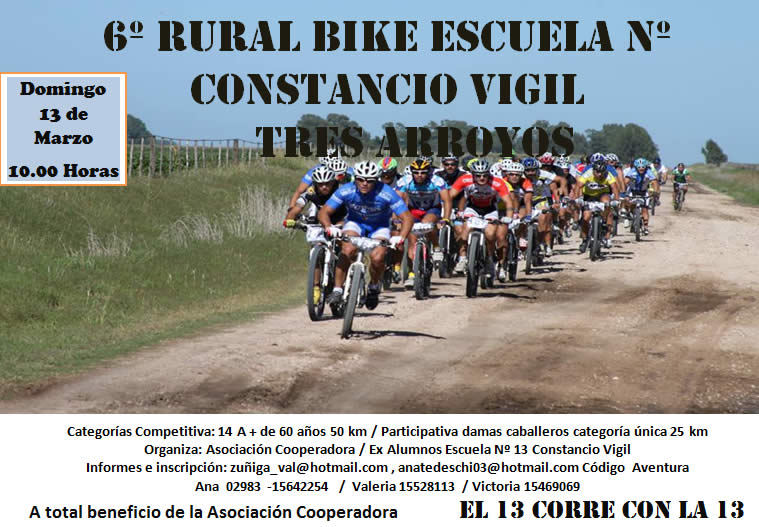 6º RURAL BIKE ESCUELA Nº
CONSTANCIO VIGIL
TRES ARROYOS
Domingo
13 de
Marzo
10.00 Horas
Categorías Competitiva: 14 A + de 60 años 50 km / Participativa damas caballeros categoría única 25 km
Organiza: Asociación Cooperadora / Ex Alumnos Escuela Nº 13 Constancio Vigil
Informes e inscripción: zuñiga_val@hotmail.com , anatedeschi03@hotmail.com Código Aventura
Ana 02983 -15642254 / Valeria 15528113 / Victoria 15469069
A total beneficio de la Asociación Cooperadora
EL 13 CORRE CON LA 13